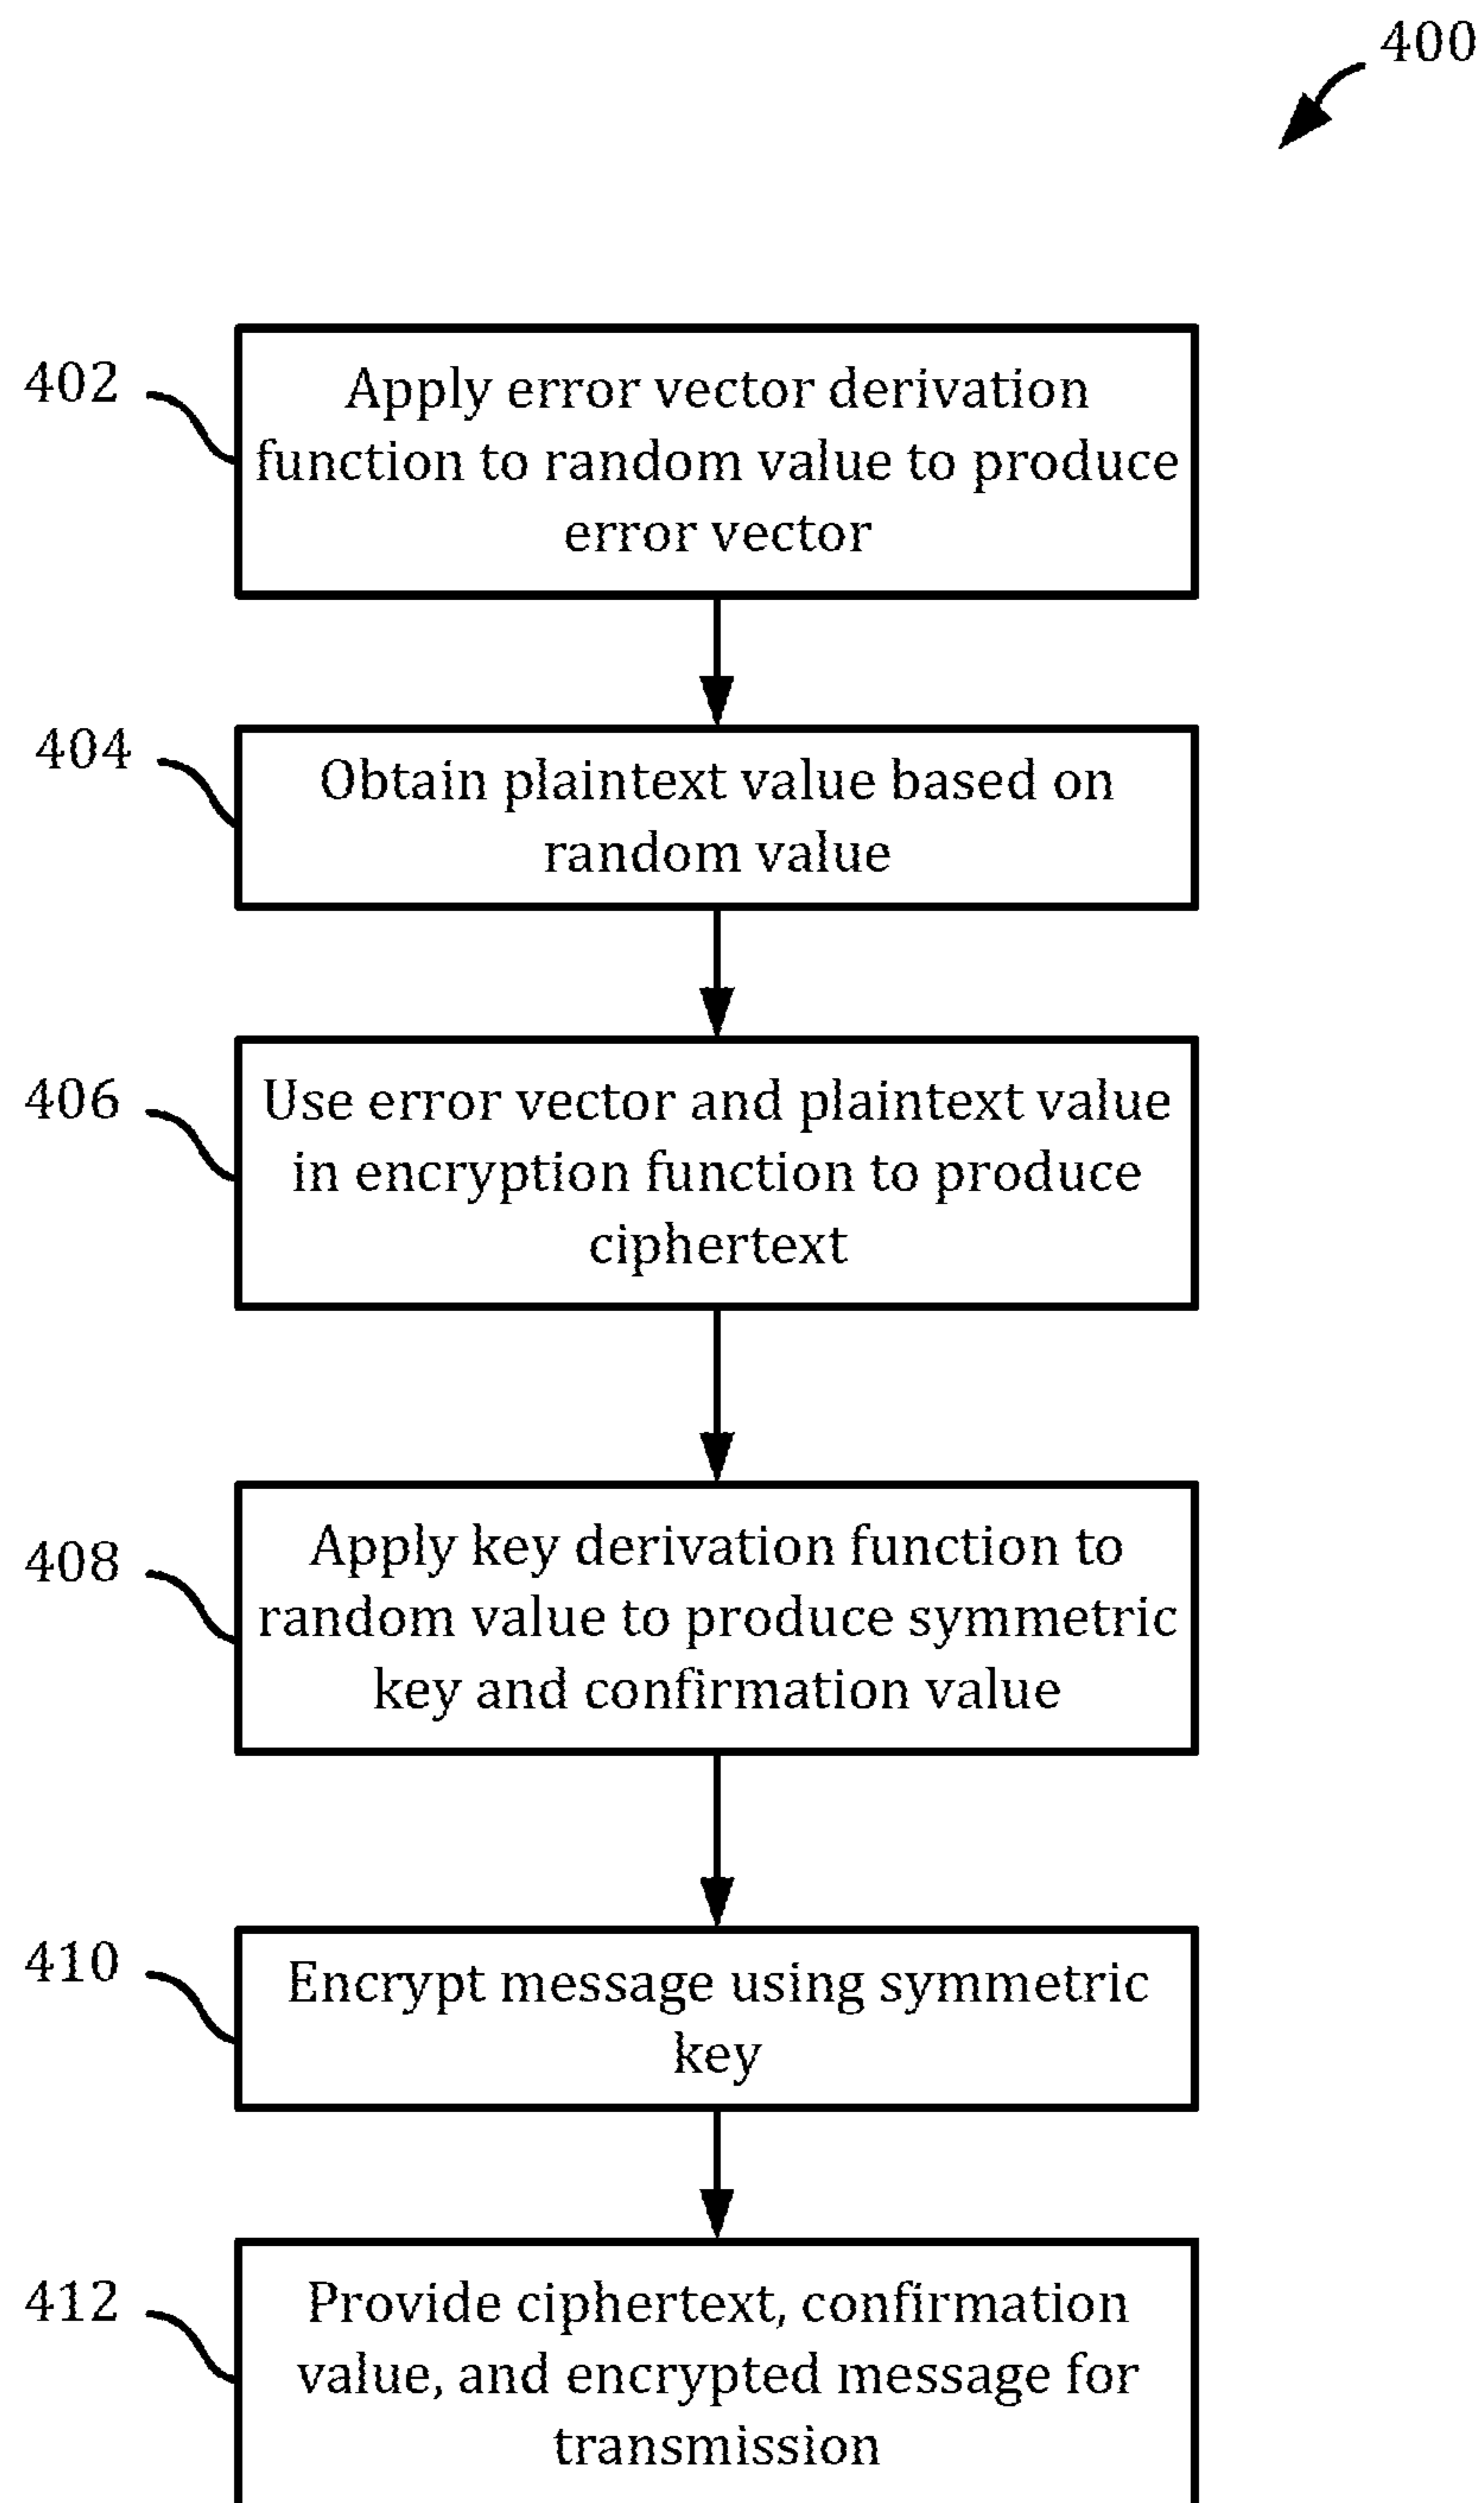 400
402
Apply error vector derivation
function to random value to produce
error vector
404
Obtain plaintext value based on
random value
406
Use error vector and plaintext value
in encryption function to produce
ciphertext
408
Apply key derivation function to
random value to produce symmetric
key and confirmation value
410
Encrypt message using symmetric
key
412
Provide ciphertext, confirmation
value, and encrypted message for
transmission